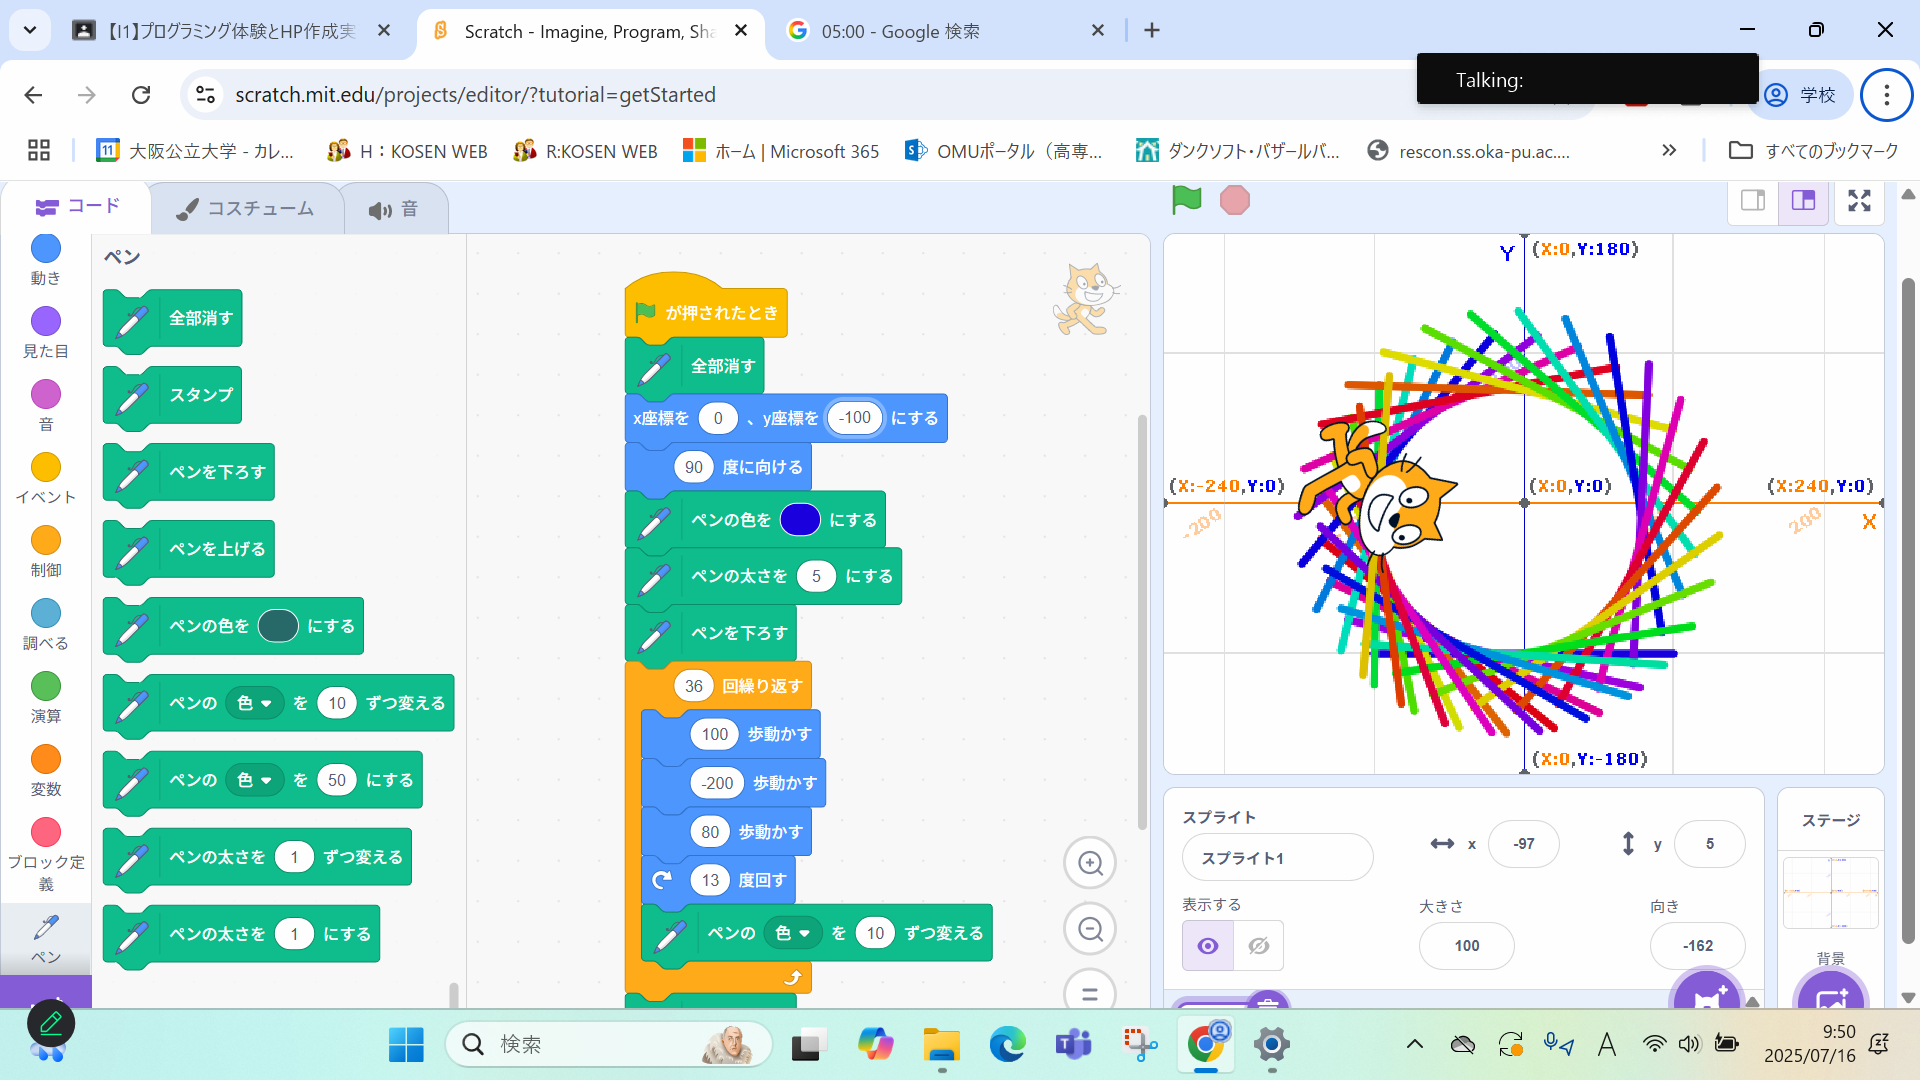 【I1】プログラミング体験とHP作成実
Scratch - Imagine, Program, Sha
05:00 - Google 検索
scratch.mit.edu/projects/editor/?tutorial=getStarted
Talking:
学校
大阪公立大学 - カレ...
H：KOSEN WEB
R:KOSEN WEB
ホーム | Microsoft 365
OMUポータル（高専...
ダンクソフト・バザールバ...
rescon.ss.oka-pu.ac....
»
すべてのブックマーク
コード
コスチューム
音
動き
見た目
音
イベント
制御
調べる
演算
変数
ブロック定義
ペン
ペン
全部消す
スタンプ
ペンを下ろす
ペンを上げる
ペンの色を にする
ペンの 色 を 10 ずつ変える
ペンの 色 を 50 にする
ペンの太さを 1 ずつ変える
ペンの太さを 1 にする
が押されたとき
全部消す
x座標を 0 、y座標を -100 にする
90 度に向ける
ペンの色を にする
ペンの太さを 5 にする
ペンを下ろす
36 回繰り返す
100 歩動かす
-200 歩動かす
80 歩動かす
13 度回す
ペンの 色 を 10 ずつ変える
Y (X:0,Y:180)
(X:-240,Y:0) (X:0,Y:0) (X:240,Y:0)
-200 200 X
(X:0,Y:-180)
スプライト
スプライト1
x -97
y 5
表示する
大きさ
100
向き
-162
ステージ
背景
検索
A
9:50
2025/07/16